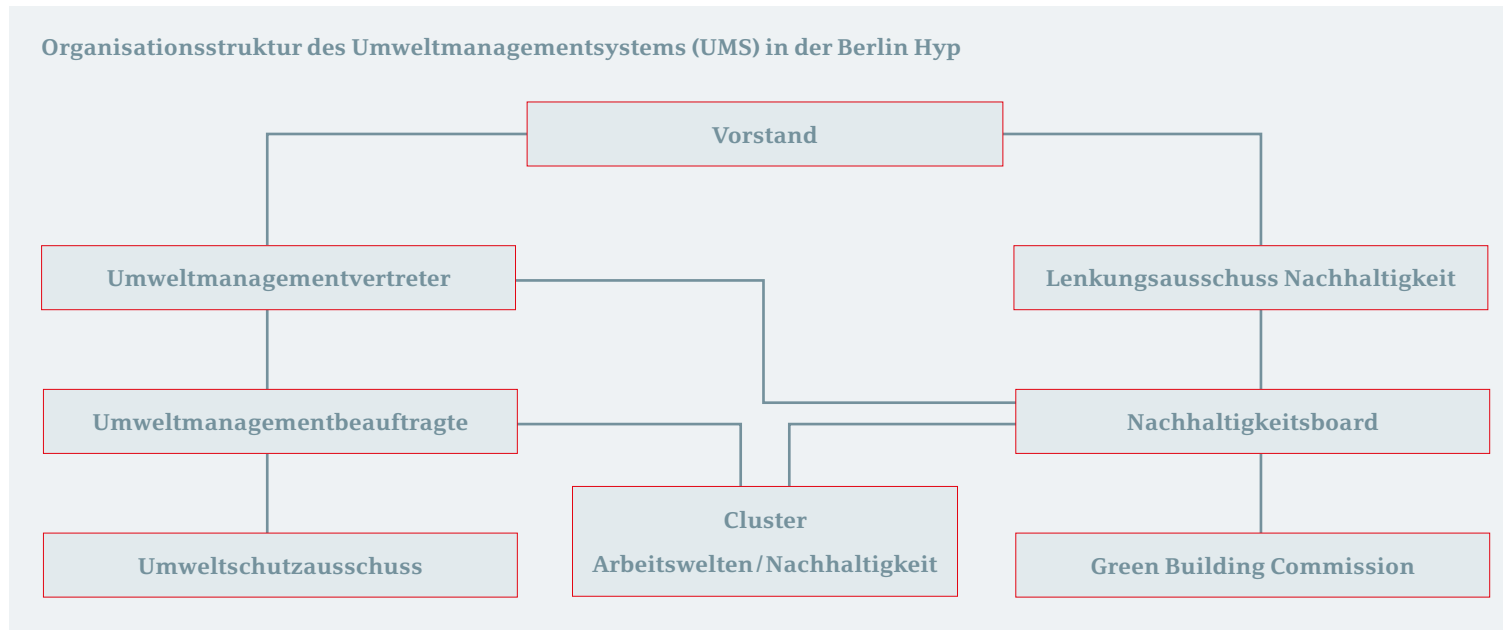 Organisationsstruktur des Umweltmanagementsystems (UMS) in der Berlin Hyp
Vorstand
Umweltmanagementvertreter
Lenkungsausschuss Nachhaltigkeit
Umweltmanagementbeauftragte
Nachhaltigkeitsboard
Cluster
Arbeitswelten/Nachhaltigkeit
Umweltschutzausschuss
Green Building Commission